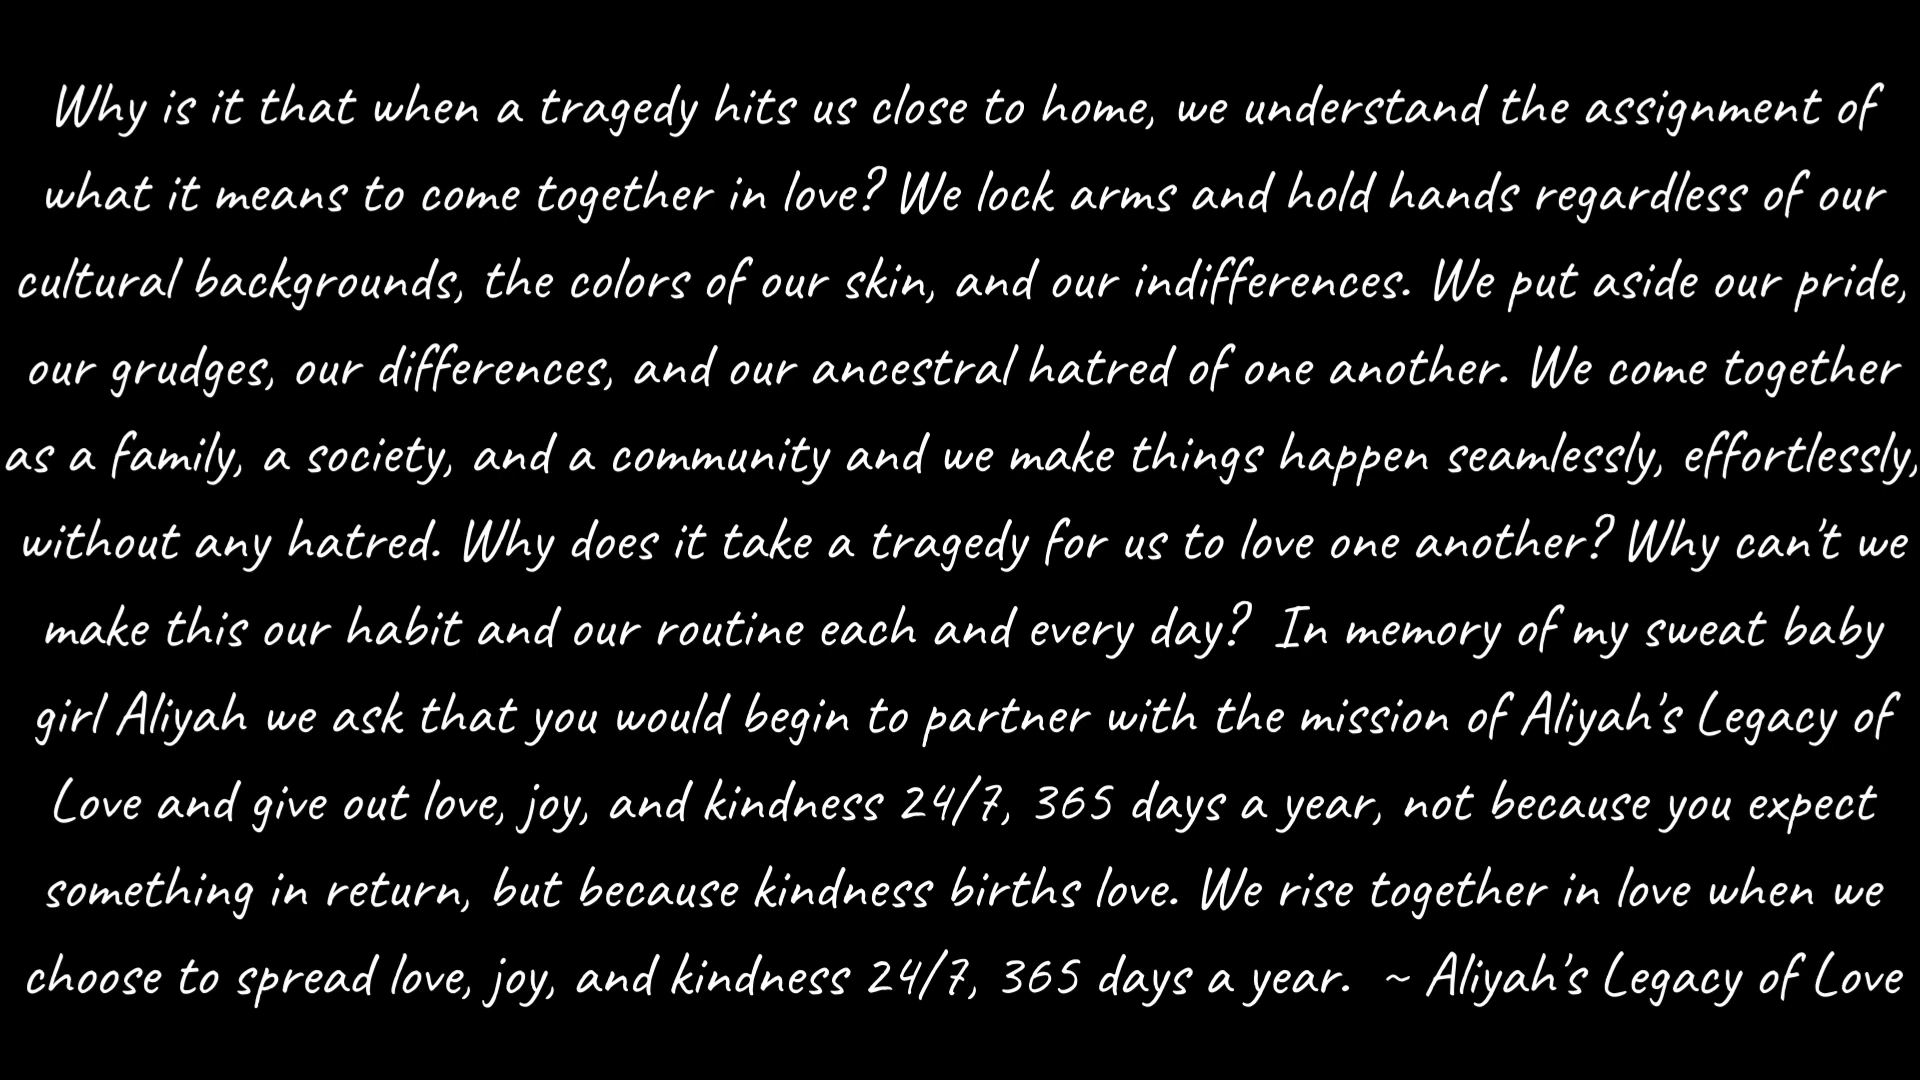 Why is it that when a tragedy hits us close to home, we understand the assignment of
what it means to come together in love? We lock arms and hold hands regardless of our
cultural backgrounds, the colors of our skin, and our indifferences. We put aside our pride,
our grudges, our differences, and our ancestral hatred of one another. We come together
as a family, a society, and a community and we make things happen seamlessly, effortlessly,
without any hatred. Why does it take a tragedy for us to love one another? Why can't we
make this our habit and our routine each and every day?  In memory of my sweat baby
girl Aliyah we ask that you would begin to partner with the mission of Aliyah's Legacy of
Love and give out love, joy, and kindness 24/7, 365 days a year, not because you expect
something in return, but because kindness births love. We rise together in love when we
choose to spread love, joy, and kindness 24/7, 365 days a year.  ~ Aliyah's Legacy of Love